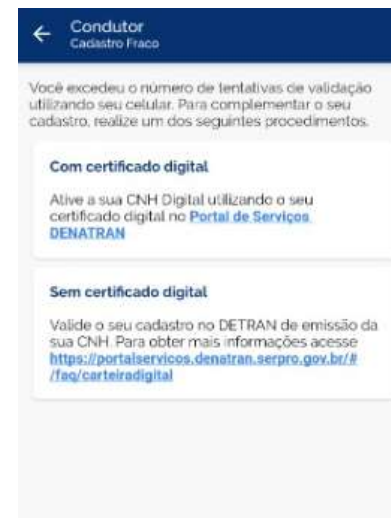 Condutor
Cadastro Fraco
Você excedeu o número de tentativas de validação
utilizando seu celular. Para complementar o seu
cadastro, realize um dos seguintes procedimentos.
Com certificado digital
Ative a sua CNH Digital utilizando o seu
certificado digital no Portal de Serviços
DENATRAN
Sem certificado digital
Valide o seu cadastro no DETRAN de emissão da
sua CNH. Para obter mais informações acesse
https://portalservicos.denatran.serpro.gov.br/#
/faq/carteiradigital